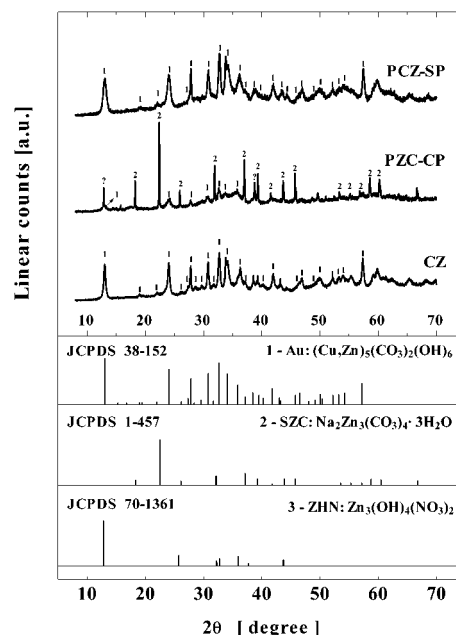 PCZ-SP
PZC-CP
CZ
Linear counts [a.u.]
10 20 30 40 50 60 70
JCPDS 38-152 1 - Au: (Cu,Zn)₅(CO₃)₂(OH)₆
JCPDS 1-457 2 - SZC: Na₂Zn₃(CO₃)₄· 3H₂O
JCPDS 70-1361 3 - ZHN: Zn₃(OH)₄(NO₃)₂
10 20 30 40 50 60 70
2θ [ degree ]